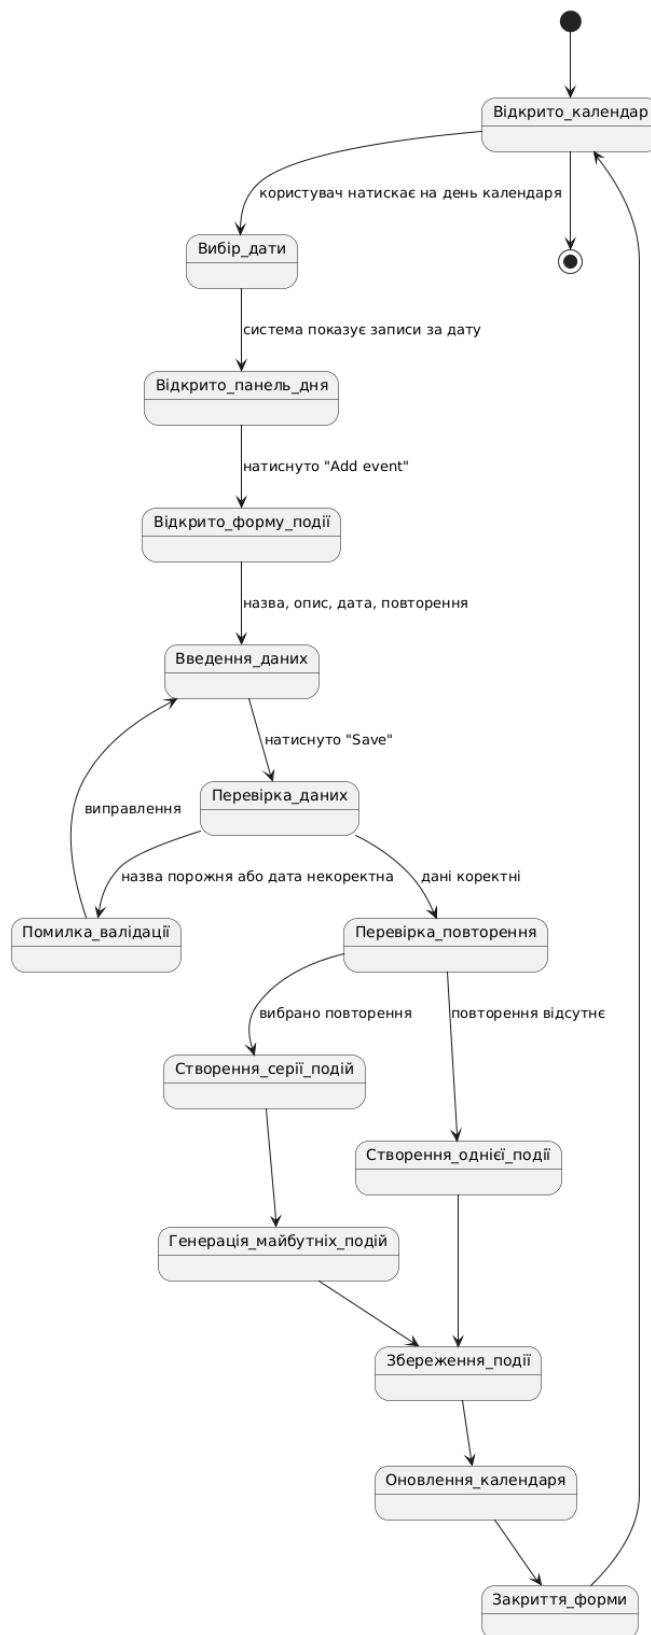 Відкрито_календар
користувач натискає на день календаря
Вибір_дати
система показує записи за дату
Відкрито_панель_дня
натиснуто "Add event"
Відкрито_форму_події
назва, опис, дата, повторення
Введення_даних
натиснуто "Save"
Перевірка_даних
виправлення
назва порожня або дата некоректна
дані коректні
Помилка_валідації
Перевірка_повторення
вибрано повторення
повторення відсутнє
Створення_серії_подій
Створення_однієї_події
Генерація_майбутніх_подій
Збереження_події
Оновлення_календаря
Закриття_форми